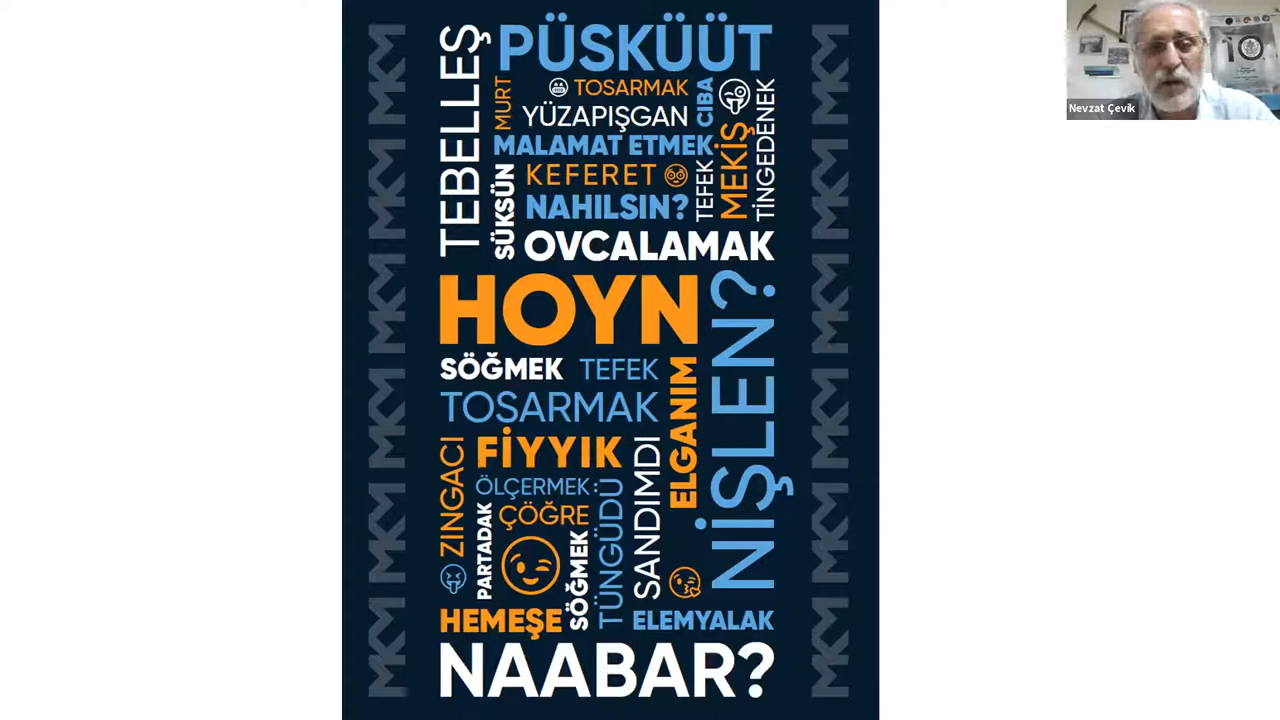 TEBELLEŞ
PÜSKÜÜT
MURT
TOSARMAK
CIBA
YÜZAPIŞGAN
MALAMAT ETMEK
MEKİŞ
TİNGEDENEK
SÜKSÜN
KEFERET
TEFEK
NAHILSIN?
OVCALAMAK
HOYN
NİŞLEN?
SÖĞMEK
TEFEK
ELGANIM
TOSARMAK
ZINGACI
FİYYIK
SANDIMDI
ÖLÇERMEK
TÜNGÜDÜ
PARTADAK
ÇÖĞRE
SÖĞMEK
HEMEŞE
ELEMYALAK
NAABAR?
Nevzat Çevik
10